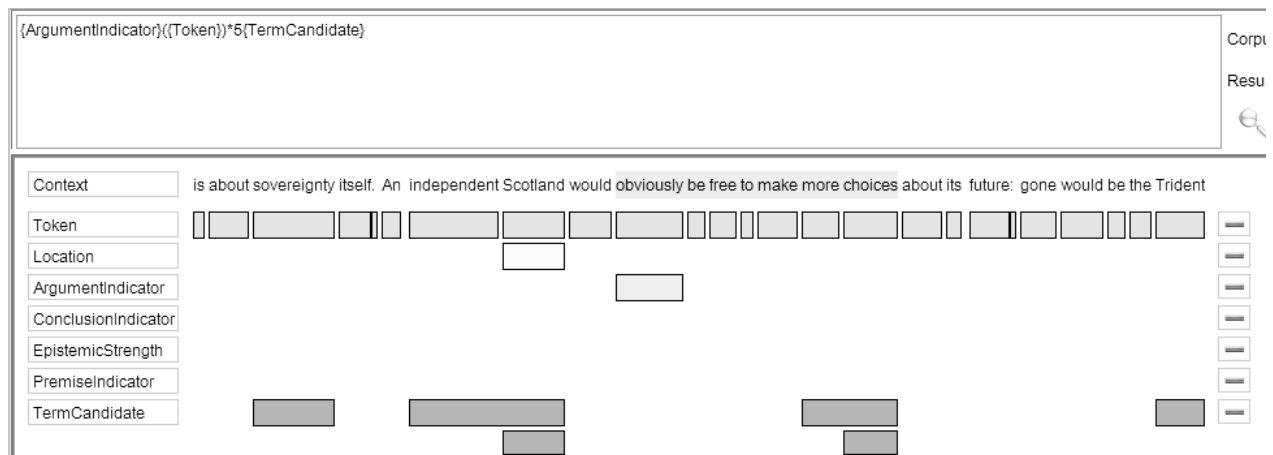 {ArgumentIndicator}({Token})*5{TermCandidate}
Corpu
Resu
Context is about sovereignty itself. An independent Scotland would obviously be free to make more choices about its future: gone would be the Trident
Token
Location
ArgumentIndicator
ConclusionIndicator
EpistemicStrength
PremiseIndicator
TermCandidate